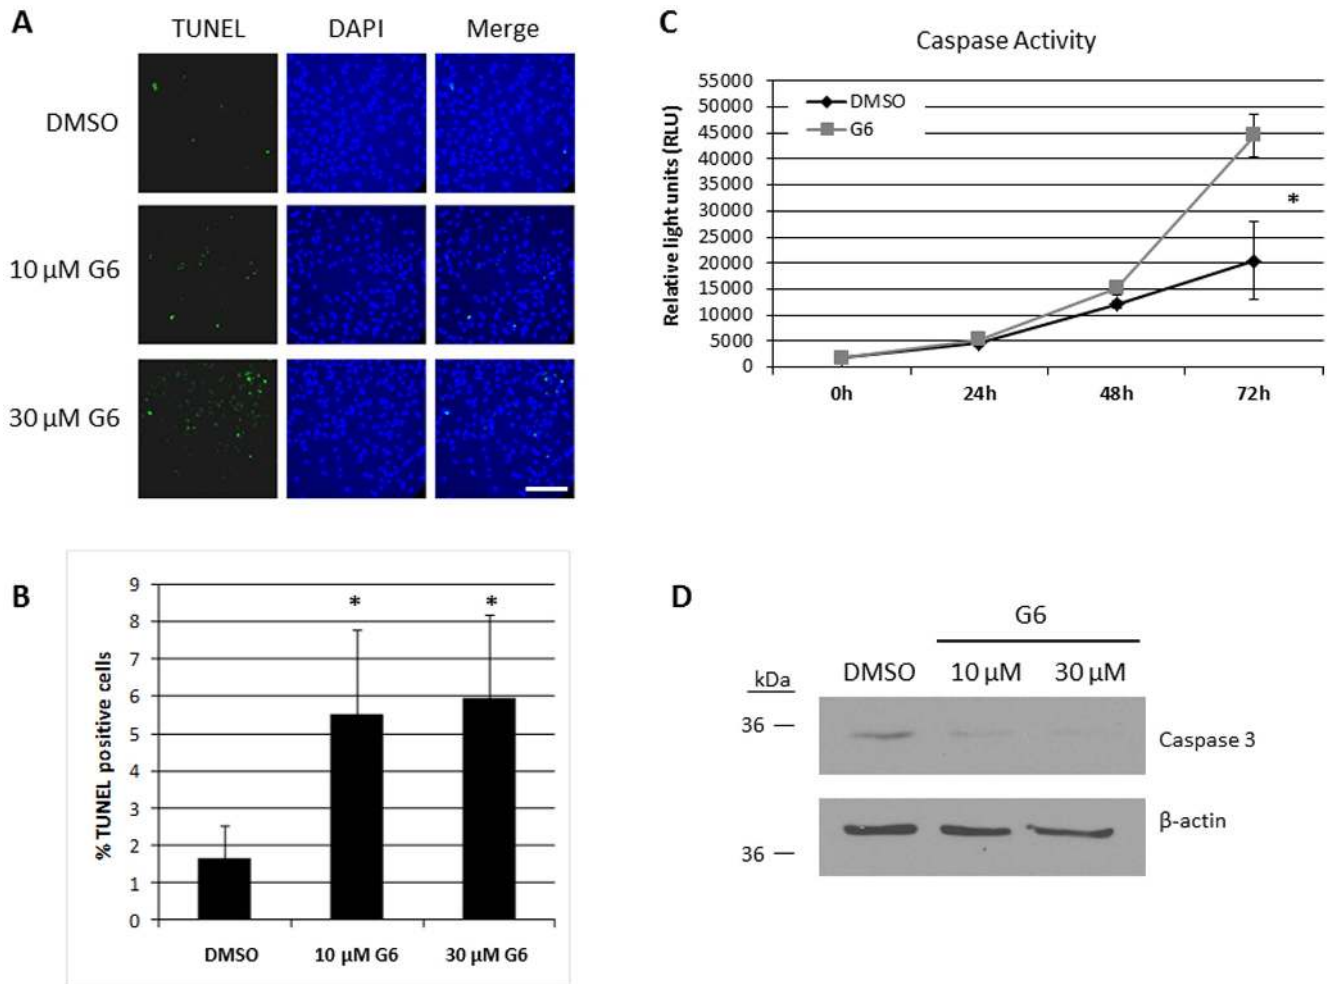 A
TUNEL DAPI Merge
DMSO
10 µM G6
30 µM G6
B
% TUNEL positive cells
9
8
7
6
5
4
3
2
1
0
* *
DMSO 10 µM G6 30 µM G6
C
Caspase Activity
Relative light units (RLU)
55000
50000
45000
40000
35000
30000
25000
20000
15000
10000
5000
0
DMSO
G6
*
0h 24h 48h 72h
D
G6
kDa DMSO 10 µM 30 µM
36
Caspase 3
β-actin
36